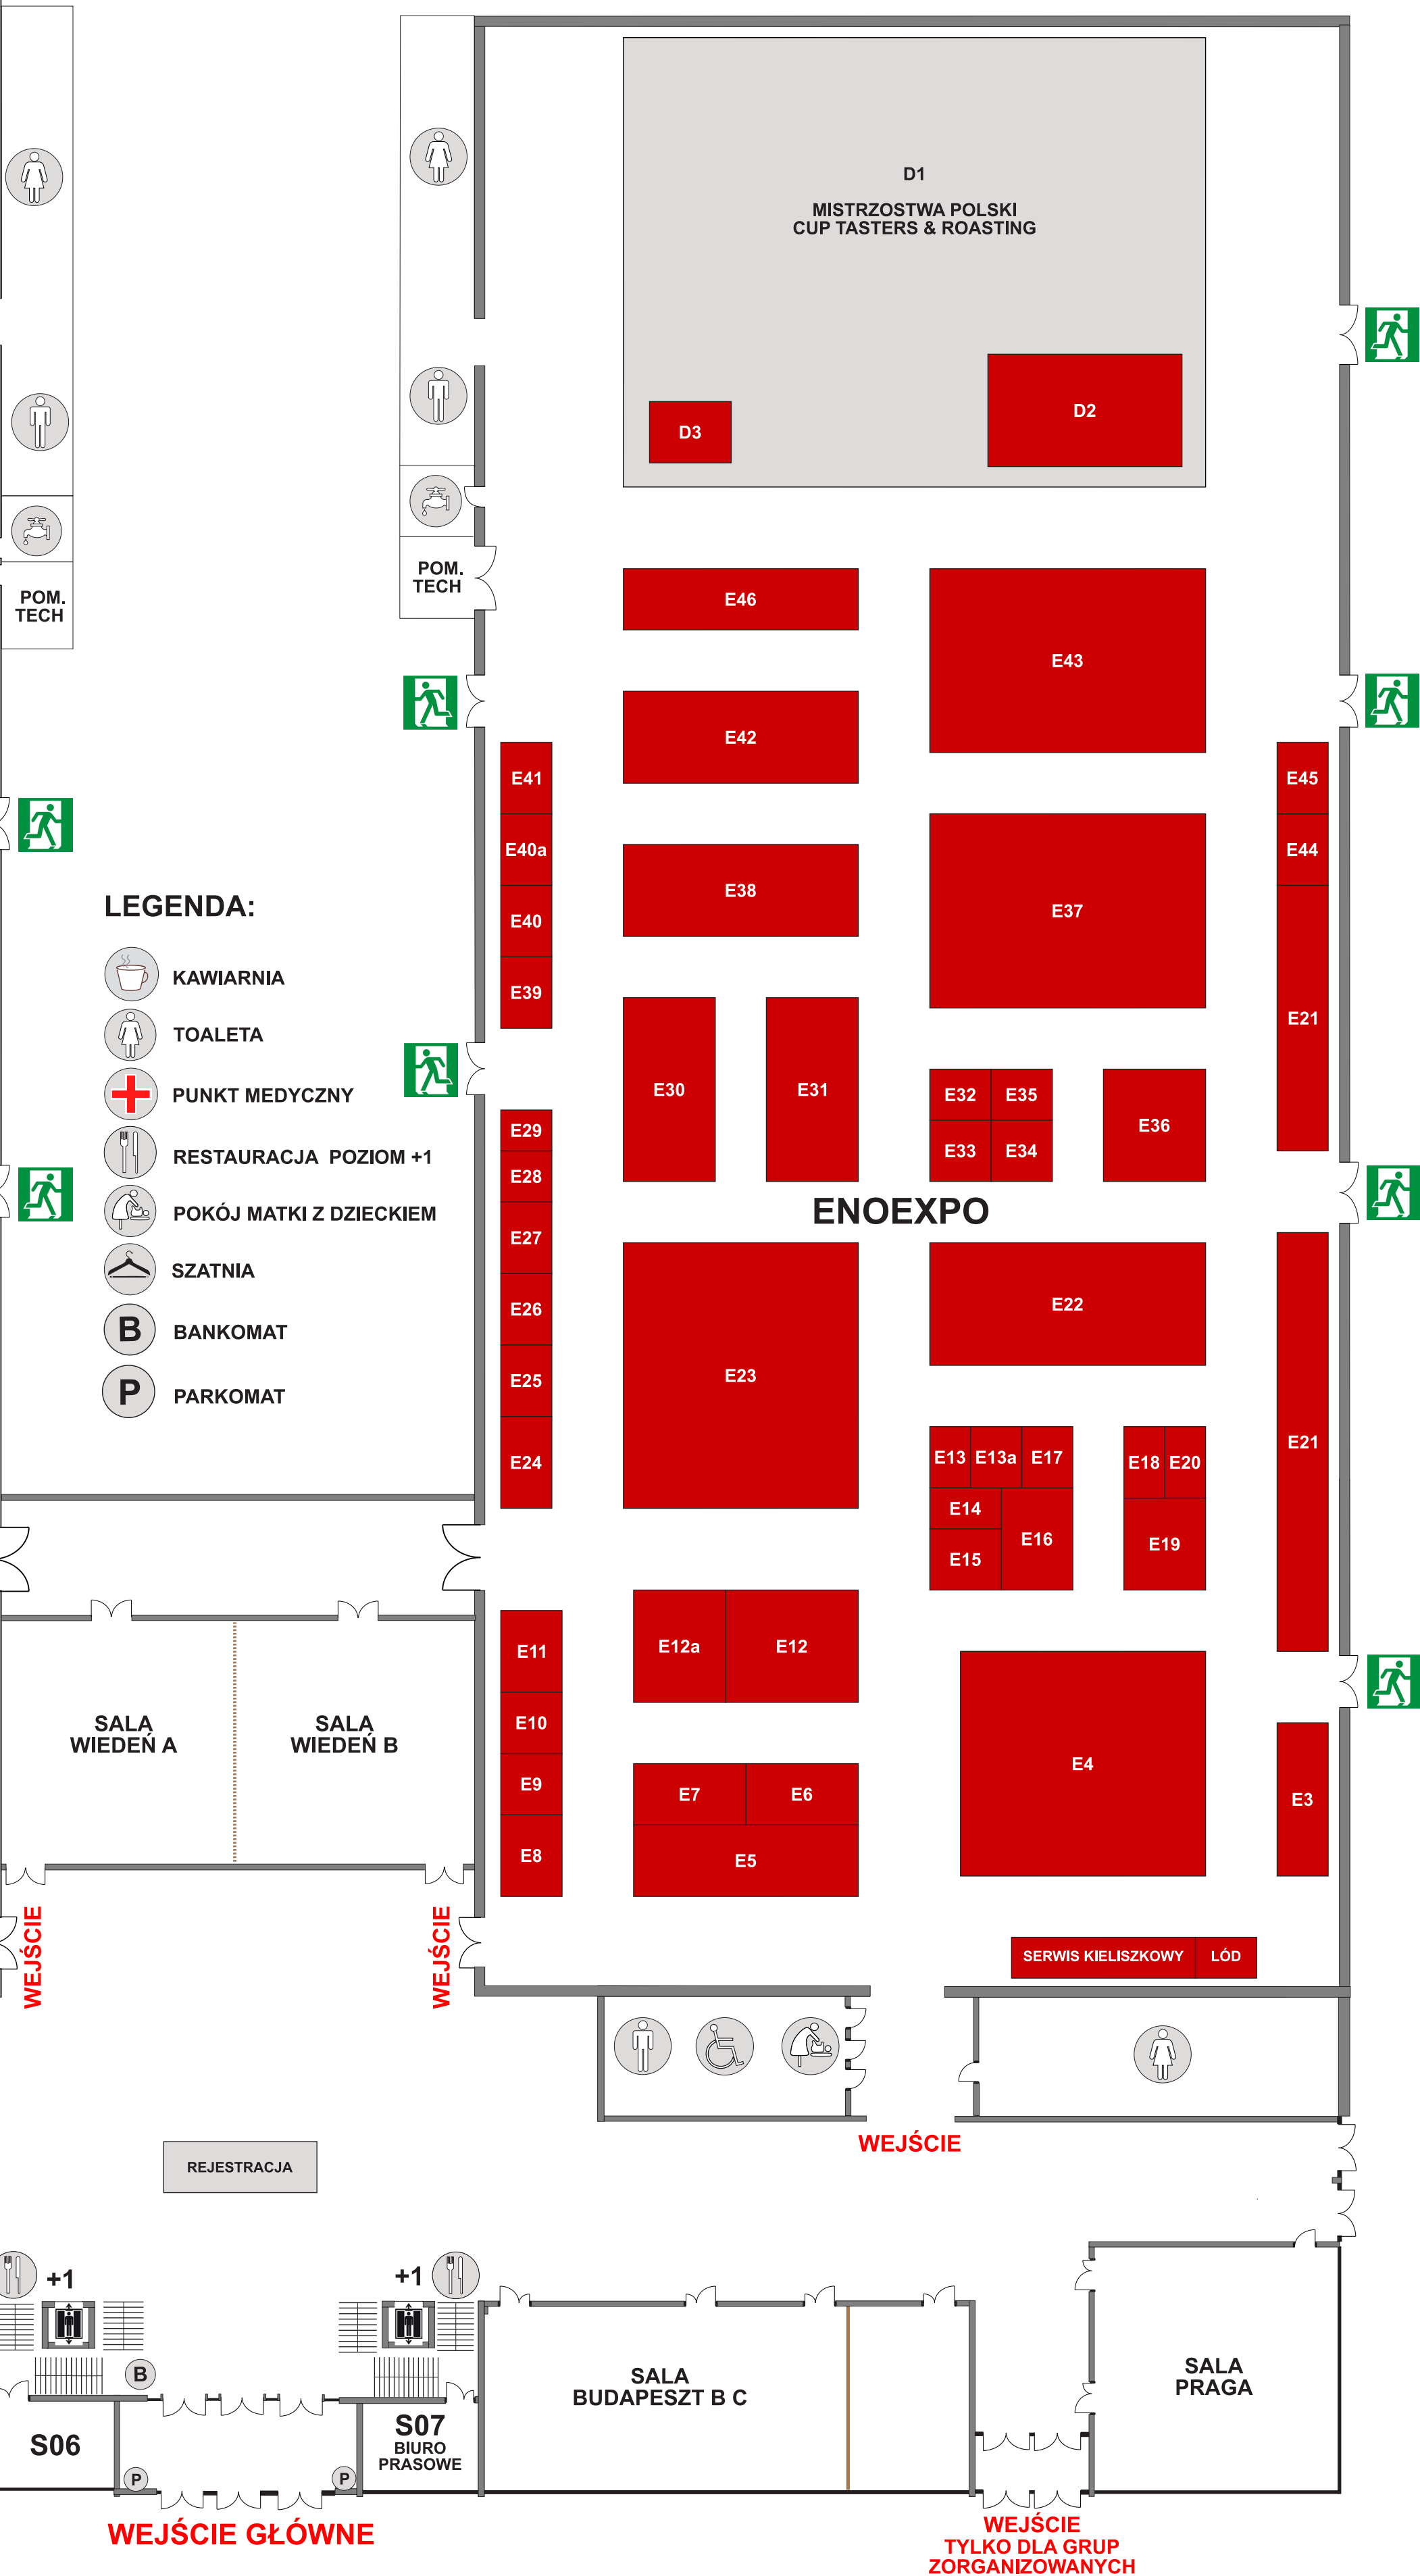 D1
MISTRZOSTWA POLSKI
CUP TASTERS & ROASTING
D2
D3
POM.
TECH
POM.
TECH
E46
E43
E42
E41
E45
E40a
E44
E38
E40
E37
E39
E21
E30
E31
E32
E35
E36
E29
E33
E34
E28
ENOEXPO
E27
E26
E22
E25
E23
E24
E21
E13
E13a
E17
E18
E20
E14
E16
E15
E19
LEGENDA:
KAWIARNIA
TOALETA
PUNKT MEDYCZNY
RESTAURACJA POZIOM +1
POKÓJ MATKI Z DZIECKIEM
SZATNIA
B BANKOMAT
P PARKOMAT
E11
E12a
E12
E10
SALA
WIEDEŃ A
SALA
WIEDEŃ B
E9
E7
E6
E4
E3
E8
E5
WEJŚCIE
WEJŚCIE
SERWIS KIELISZKOWY
LÓD
WEJŚCIE
REJESTRACJA
+1
+1
B
SALA
BUDAPESZT B C
SALA
PRAGA
S06
S07
BIURO
PRASOWE
P
P
WEJŚCIE GŁÓWNE
WEJŚCIE
TYLKO DLA GRUP
ZORGANIZOWANYCH